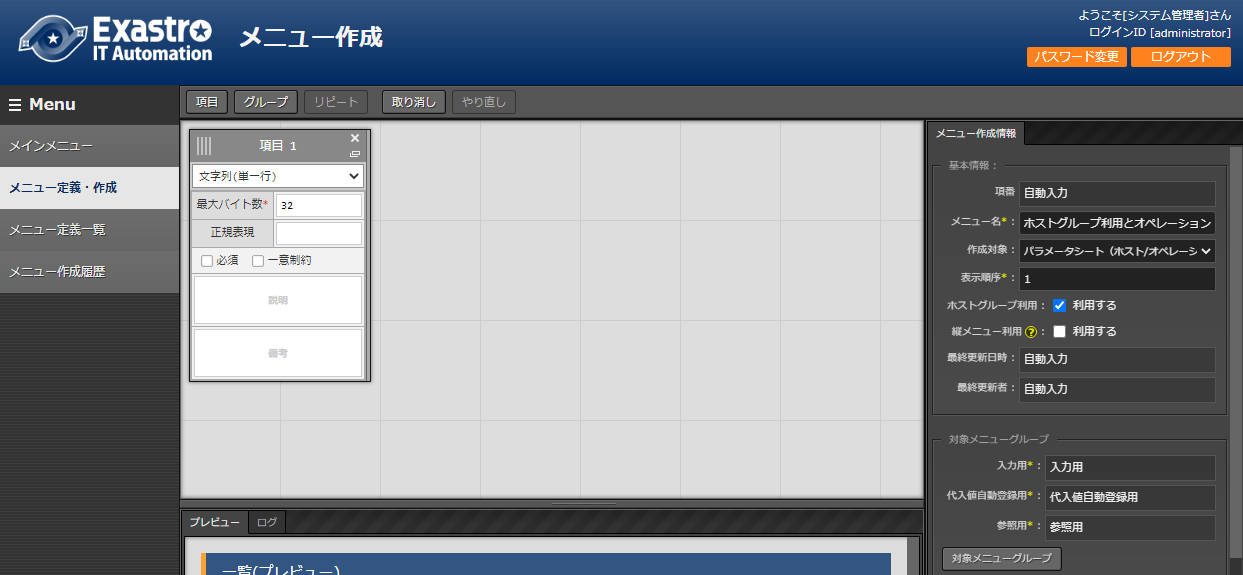 Exastro
IT Automation
メニュー作成
ようこそ[システム管理者]さん
ログインID [administrator]
パスワード変更
ログアウト
Menu
メインメニュー
メニュー定義・作成
メニュー定義一覧
メニュー作成履歴
項目
グループ
リピート
取り消し
やり直し
項目 1
文字列(単一行)
最大バイト数* 32
正規表現
必須 一意制約
説明
備考
メニュー作成情報
基本情報：
項番 自動入力
メニュー名*： ホストグループ利用とオペレーション
作成対象： パラメータシート（ホスト/オペレーシ
表示順序*： 1
ホストグループ利用： 利用する
縦メニュー利用?： 利用する
最終更新日時： 自動入力
最終更新者： 自動入力
対象メニューグループ
入力用*： 入力用
代入値自動登録用*： 代入値自動登録用
参照用*： 参照用
対象メニューグループ
プレビュー
ログ
一覧(プレビュー)